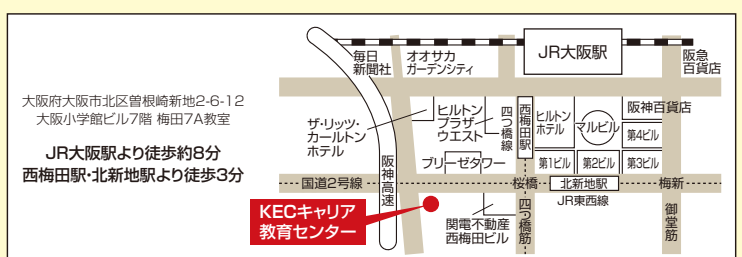 大阪府大阪市北区曽根崎新地2-6-12
大阪小学館ビル7階 梅田7A教室
JR大阪駅より徒歩約8分
西梅田駅・北新地駅より徒歩3分
毎日
新聞社
オオサカ
ガーデンシティ
JR大阪駅
阪急
百貨店
ザ・リッツ・
カールトン
ホテル
ヒルトン
プラザ
ウエスト
四つ橋線
西梅田駅
ヒルトン
ホテル
マルビル
阪神百貨店
第4ビル
ブリーゼタワー
第1ビル
第2ビル
第3ビル
国道2号線
阪神高速
桜橋
北新地駅
梅新
JR東西線
KECキャリア
教育センター
関電不動産
西梅田ビル
四つ橋筋
御堂筋